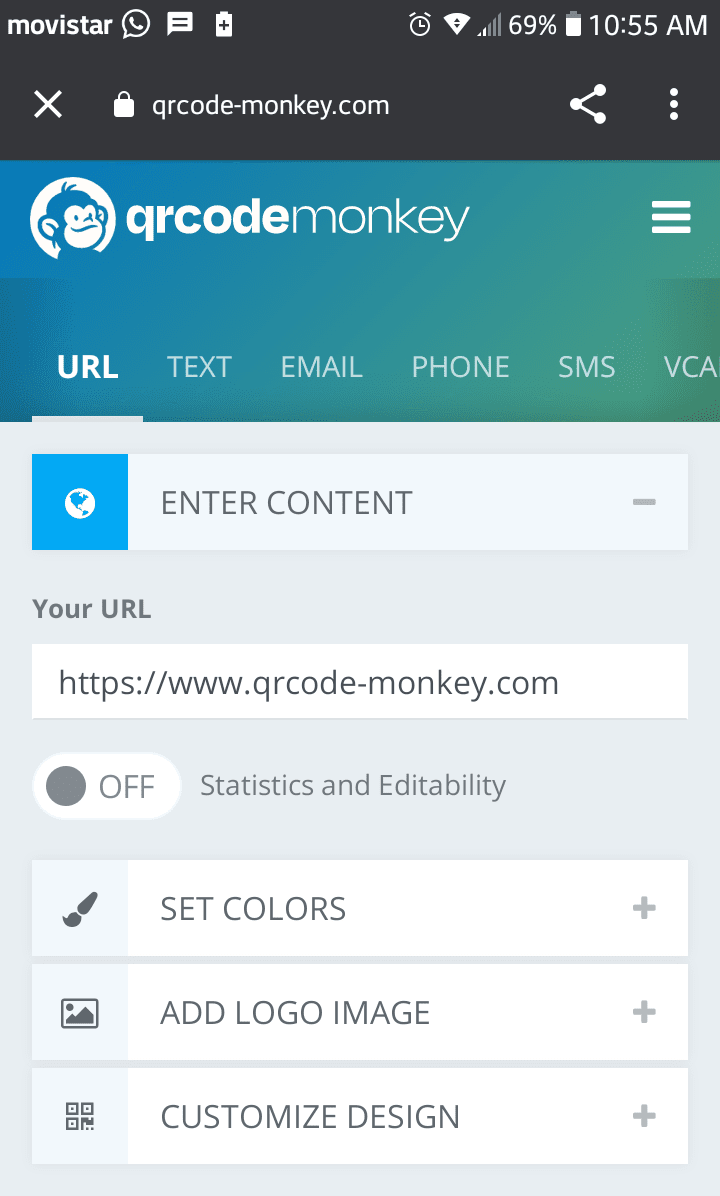 movistar 69% 10:55 AM
qrcode-monkey.com
qrcodemonkey
URL TEXT EMAIL PHONE SMS VCA
ENTER CONTENT
Your URL
https://www.qrcode-monkey.com
OFF Statistics and Editability
SET COLORS
ADD LOGO IMAGE
CUSTOMIZE DESIGN